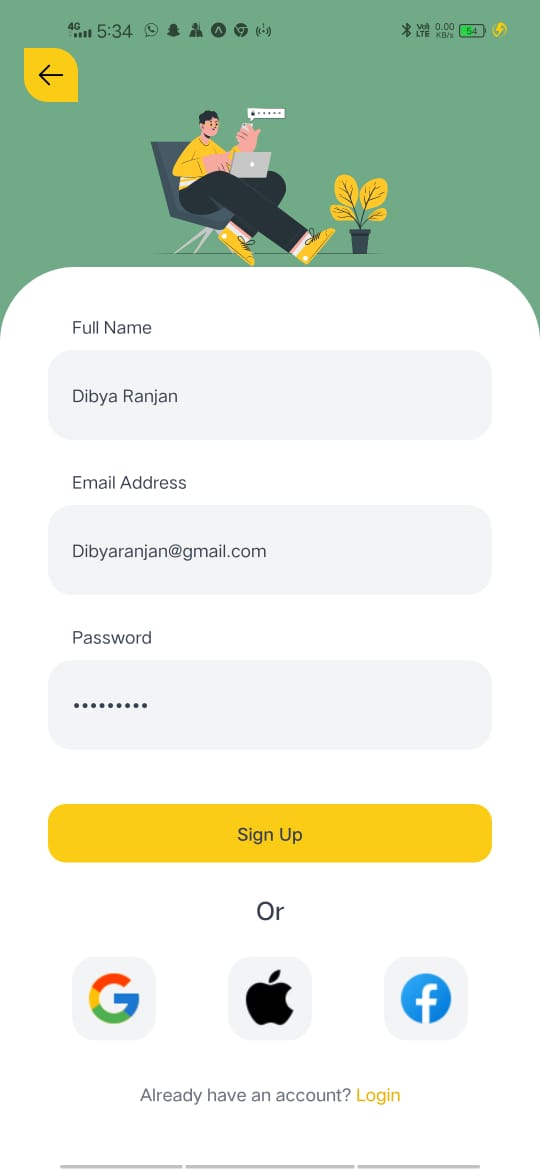 4G 5:34 Vo) LTE 0.00 KB/s 54
Full Name
Dibya Ranjan
Email Address
Dibyaranjan@gmail.com
Password
•••••••••
Sign Up
Or
Already have an account? Login